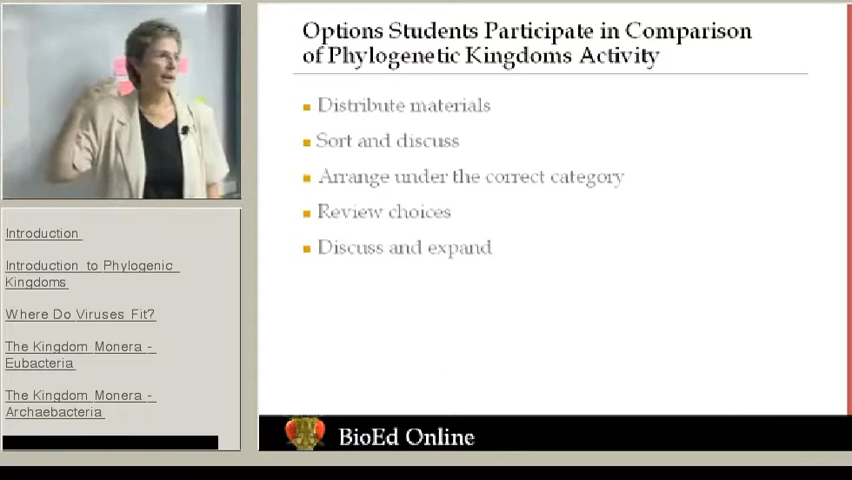 Options Students Participate in Comparison
of Phylogenetic Kingdoms Activity
Distribute materials
Sort and discuss
Arrange under the correct category
Review choices
Discuss and expand
Introduction
Introduction to Phylogenic
Kingdoms
Where Do Viruses Fit?
The Kingdom Monera -
Eubacteria
The Kingdom Monera -
Archaebacteria
BioEd Online